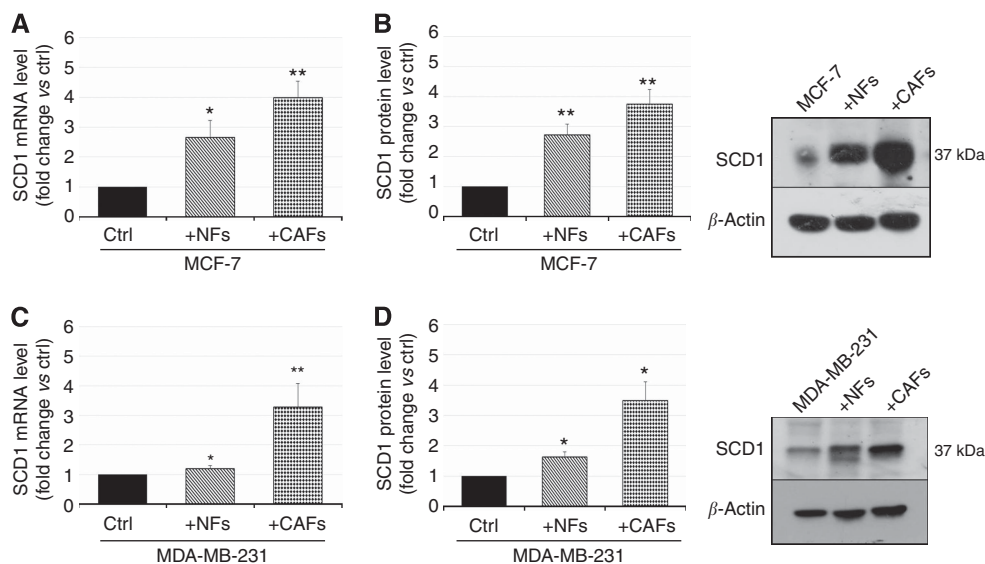 A
SCD1 mRNA level
(fold change vs ctrl)
6
5
4
3
2
1
0
*
**
Ctrl
+NFs
+CAFs
MCF-7
B
SCD1 protein level
(fold change vs ctrl)
6
5
4
3
2
1
0
**
**
Ctrl
+NFs
+CAFs
MCF-7
MCF-7
+NFs
+CAFs
SCD1
37 kDa
β-Actin
C
SCD1 mRNA level
(fold change vs ctrl)
6
5
4
3
2
1
0
*
**
Ctrl
+NFs
+CAFs
MDA-MB-231
D
SCD1 protein level
(fold change vs ctrl)
6
5
4
3
2
1
0
*
*
Ctrl
+NFs
+CAFs
MDA-MB-231
MDA-MB-231
+NFs
+CAFs
SCD1
37 kDa
β-Actin